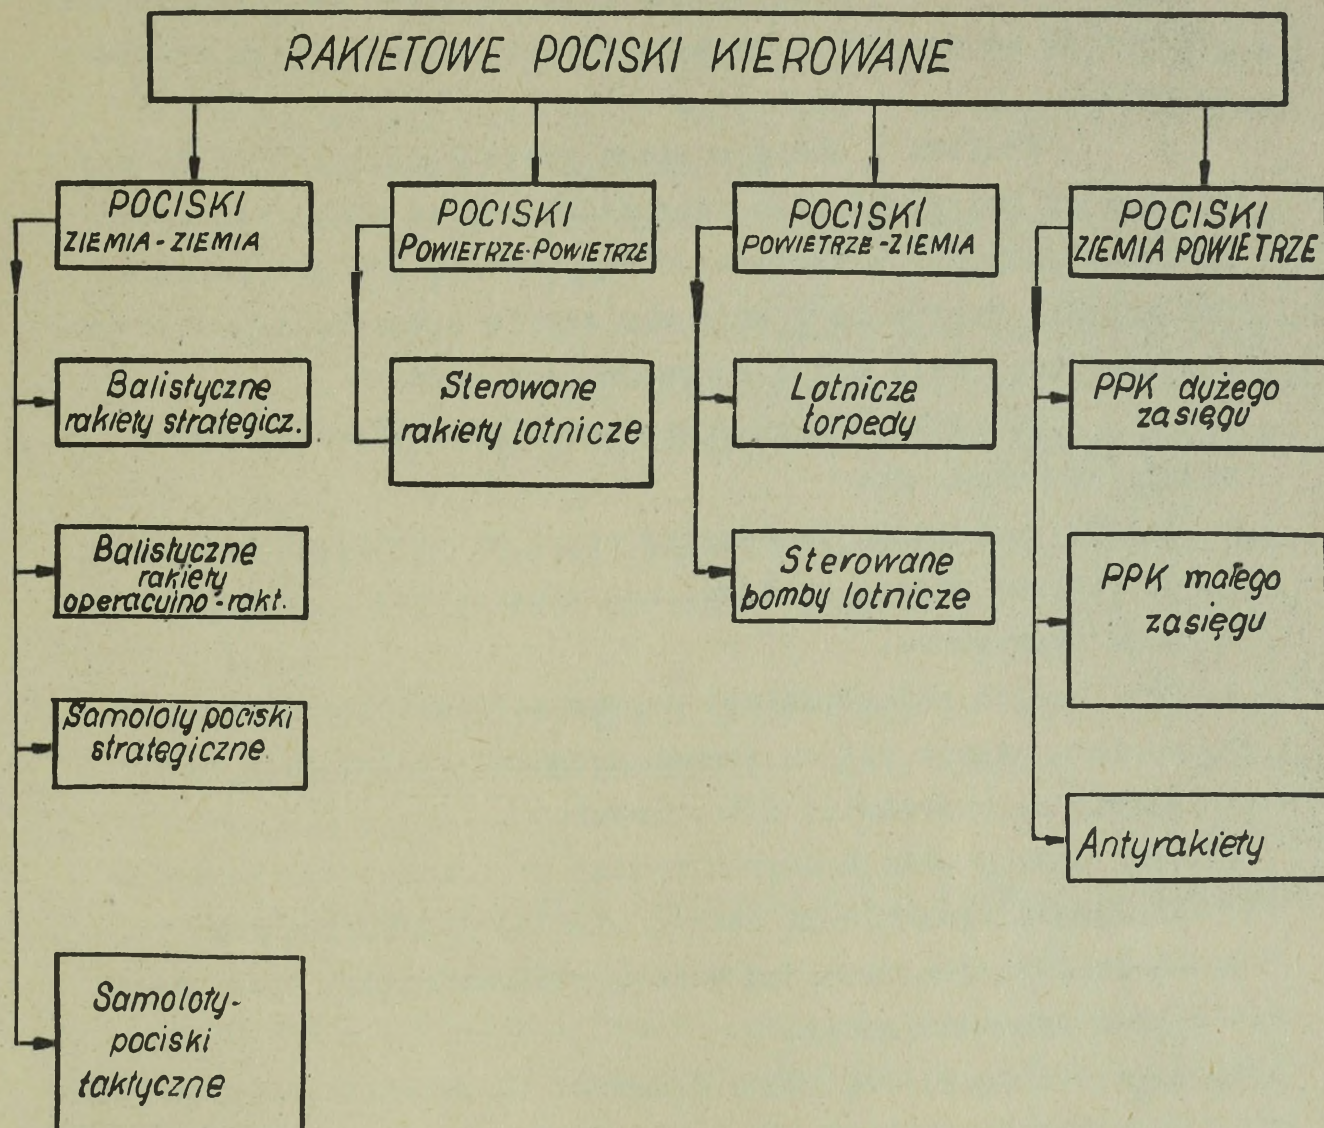 RAKIETOWE POCISKI KIEROWANE
POCISKI
ZIEMIA-ZIEMIA
Balistyczne
rakiety strategicz.
Balistyczne
rakiety
operacyjno-rakt.
Samoloty pociski
strategiczne
Samoloty-
pociski
taktyczne
POCISKI
POWIETRZE-POWIETRZE
Sterowane
rakiety lotnicze
POCISKI
POWIETRZE-ZIEMIA
Lotnicze
torpedy
Sterowane
bomby lotnicze
POCISKI
ZIEMIA POWIETRZE
PPK dużego
zasięgu
PPK małego
zasięgu
Antyrakiety